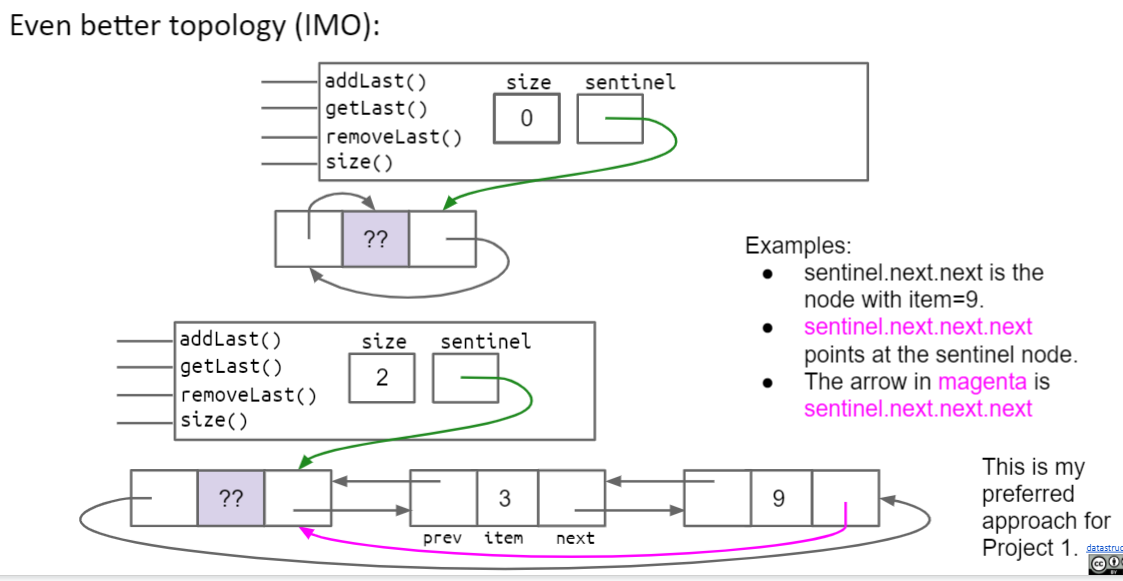 Even better topology (IMO):
addLast()
getLast()
removeLast()
size()
size
sentinel
0
??
Examples:
● sentinel.next.next is the
node with item=9.
● sentinel.next.next.next
points at the sentinel node.
● The arrow in magenta is
sentinel.next.next.next
addLast()
getLast()
removeLast()
size()
size
sentinel
2
??
3
9
prev item next
This is my
preferred
approach for
Project 1.
datastruc
cc
BY